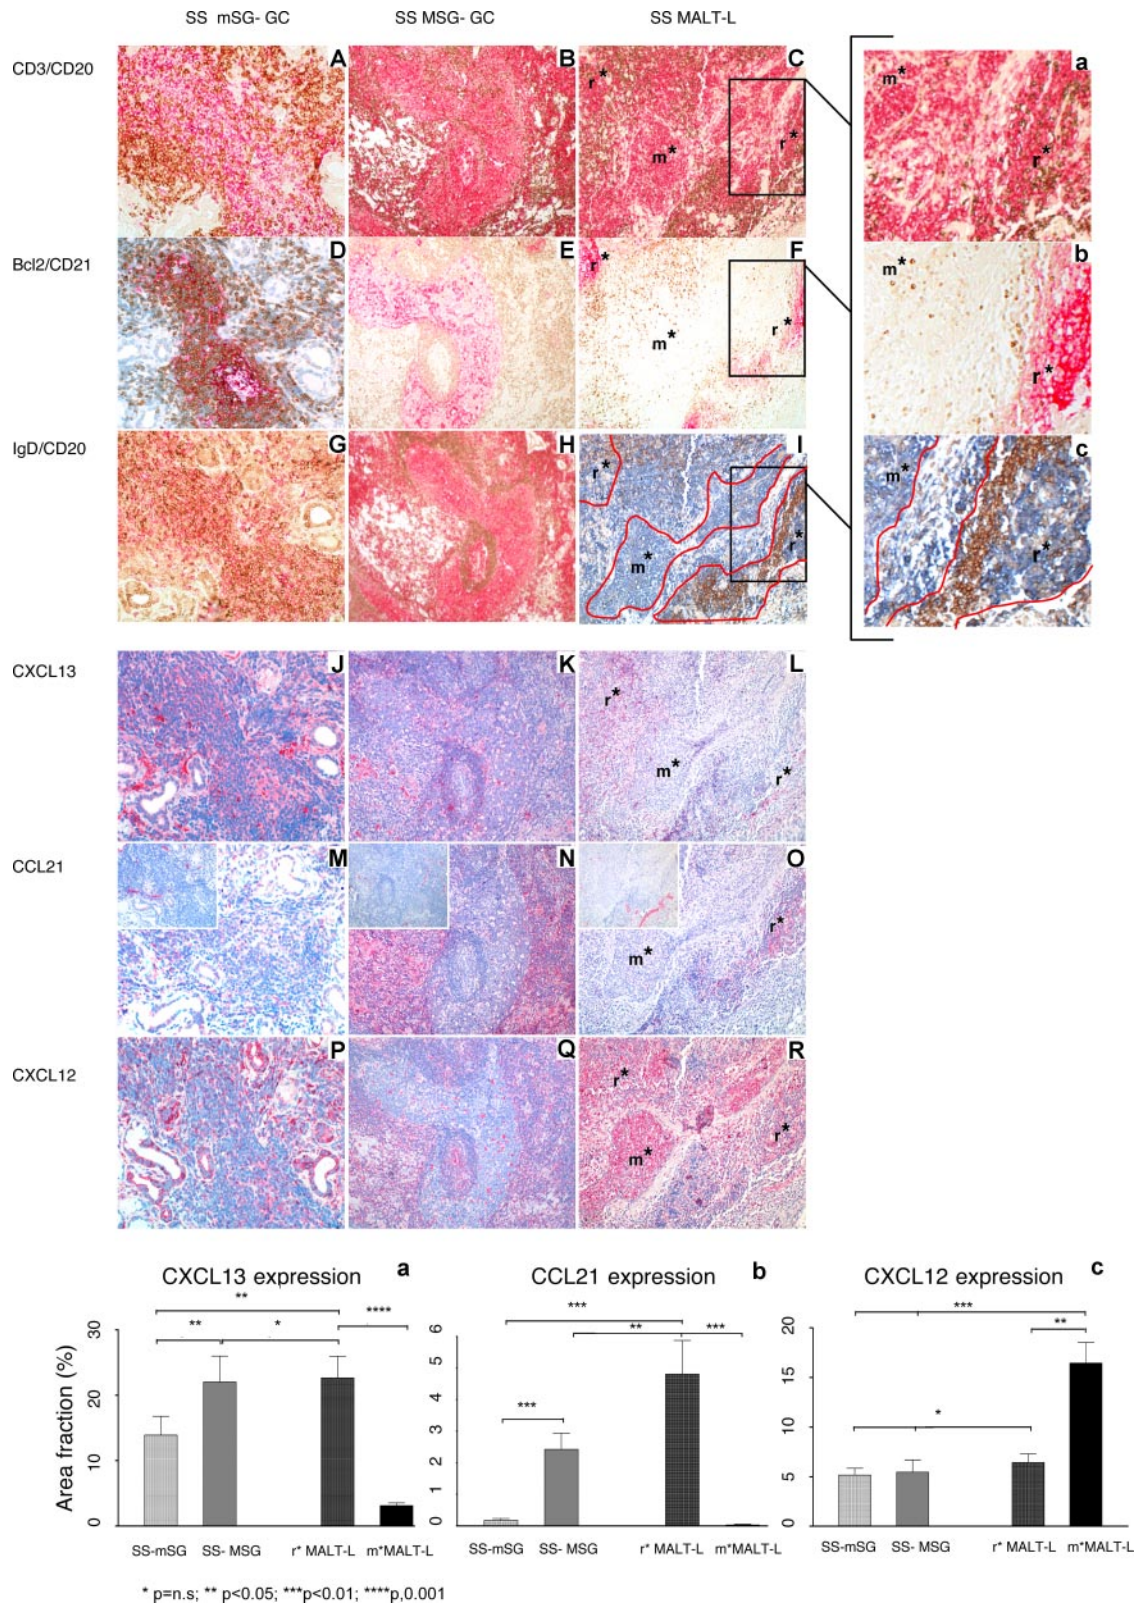 SS mSG- GC SS MSG- GC SS MALT-L
CD3/CD20 A B C a
r* m* r* m* r*
Bcl2/CD21 D E F b
r* m* r* m* r*
IgD/CD20 G H I c
r* m* r* m* r*
CXCL13 J K L
r* m* r*
CCL21 M N O
r* m*
CXCL12 P Q R
r* m* r*
CXCL13 expression a
** **** ** *
Area fraction (%)
30
20
10
0
SS-mSG SS- MSG r* MALT-L m*MALT-L
CCL21 expression b
*** ** *** ***
6
5
4
3
2
1
0
SS-mSG SS- MSG r* MALT-L m*MALT-L
CXCL12 expression c
*** ** *
20
15
10
5
0
SS-mSG SS- MSG r* MALT-L m*MALT-L
* p=n.s; ** p<0.05; ***p<0.01; ****p,0.001